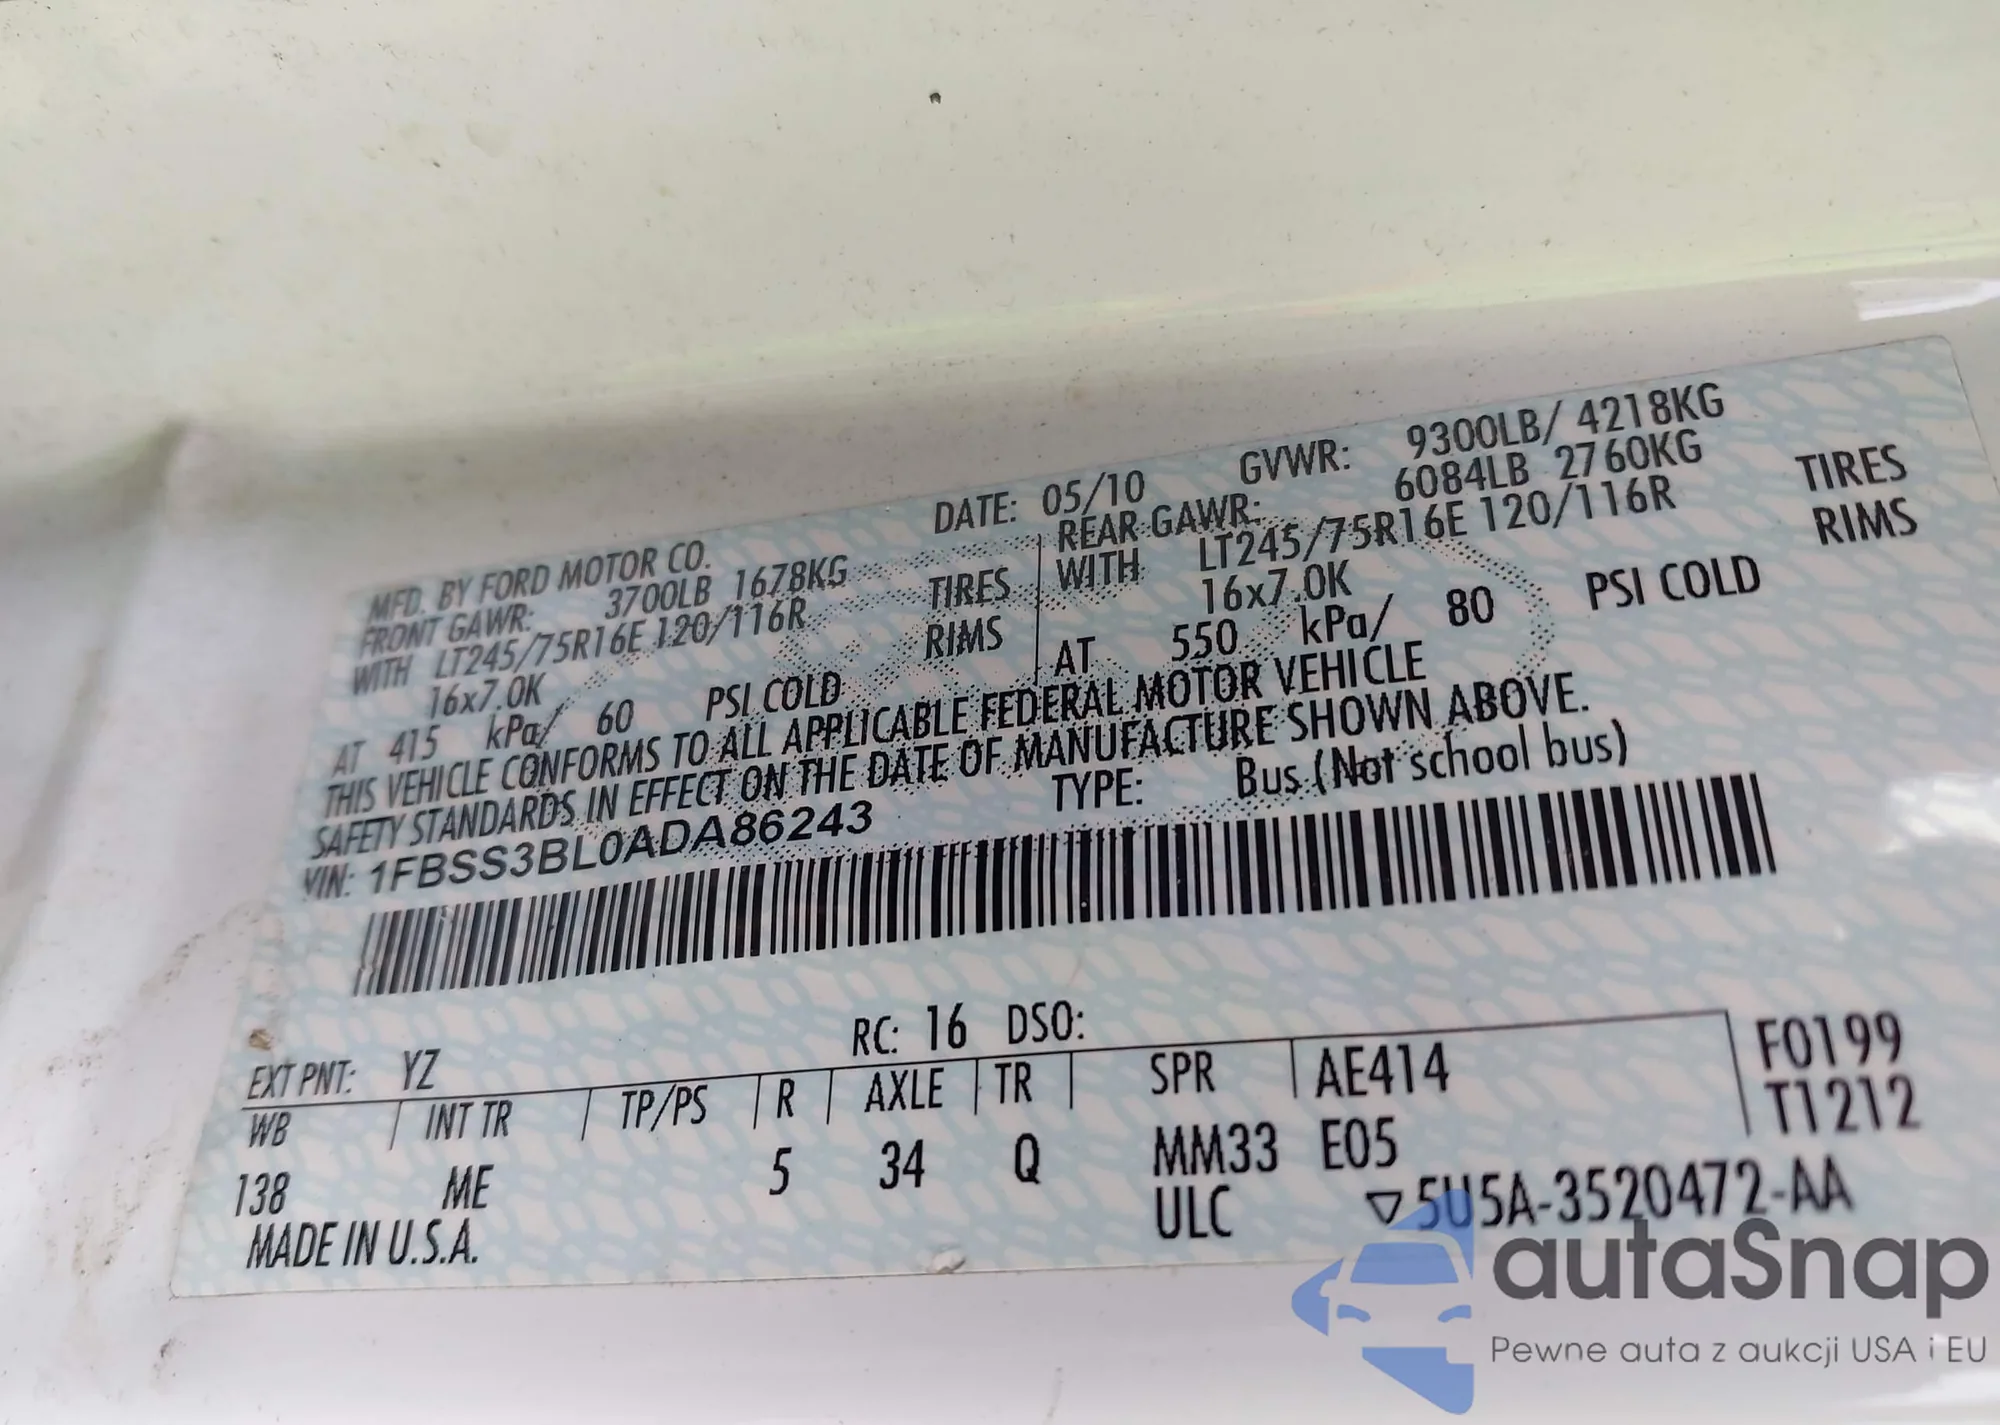 MFD. BY FORD MOTOR CO.
DATE: 05/10 GVWR: 9300LB/ 4218KG
FRONT GAWR: 3700LB 1678KG
REAR GAWR: 6084LB 2760KG
WITH LT245/75R16E 120/116R TIRES
WITH LT245/75R16E 120/116R TIRES
16x7.0K RIMS
16x7.0K RIMS
AT 415 kPa/ 60 PSI COLD
AT 550 kPa/ 80 PSI COLD
THIS VEHICLE CONFORMS TO ALL APPLICABLE FEDERAL MOTOR VEHICLE
SAFETY STANDARDS IN EFFECT ON THE DATE OF MANUFACTURE SHOWN ABOVE.
VIN: 1FBSS3BL0ADA86243 TYPE: Bus (Not school bus)
EXT PNT: YZ RC: 16 DSO:
WB INT TR TP/PS R AXLE TR SPR AE414 F0199
T1212
138 ME 5 34 Q MM33 E05
ULC ▽5U5A-3520472-AA
MADE IN U.S.A.
autaSnap
Pewne auta z aukcji USA i EU